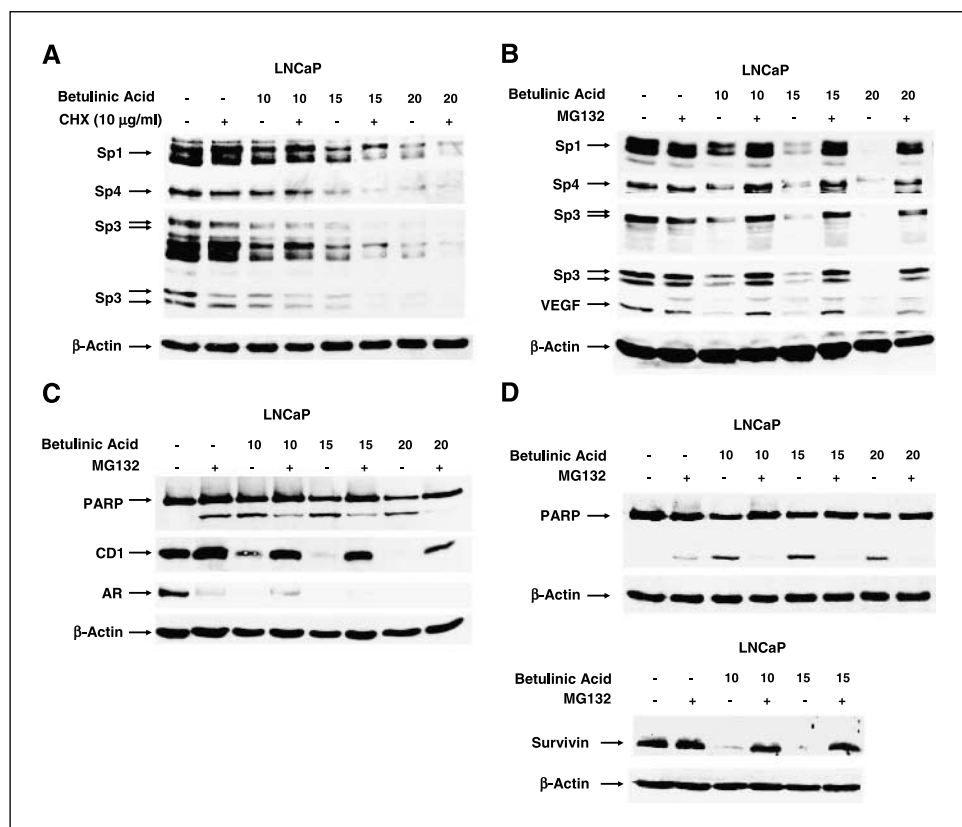 A
LNCaP
Betulinic Acid - - 10 10 15 15 20 20
CHX (10 μg/ml) - + - + - + - +
Sp1
Sp4
Sp3
Sp3
β-Actin
B
LNCaP
Betulinic Acid - - 10 10 15 15 20 20
MG132 - + - + - + - +
Sp1
Sp4
Sp3
Sp3
VEGF
β-Actin
C
LNCaP
Betulinic Acid - - 10 10 15 15 20 20
MG132 - + - + - + - +
PARP
CD1
AR
β-Actin
D
LNCaP
Betulinic Acid - - 10 10 15 15 20 20
MG132 - + - + - + - +
PARP
β-Actin
LNCaP
Betulinic Acid - - 10 10 15 15
MG132 - + - + - +
Survivin
β-Actin